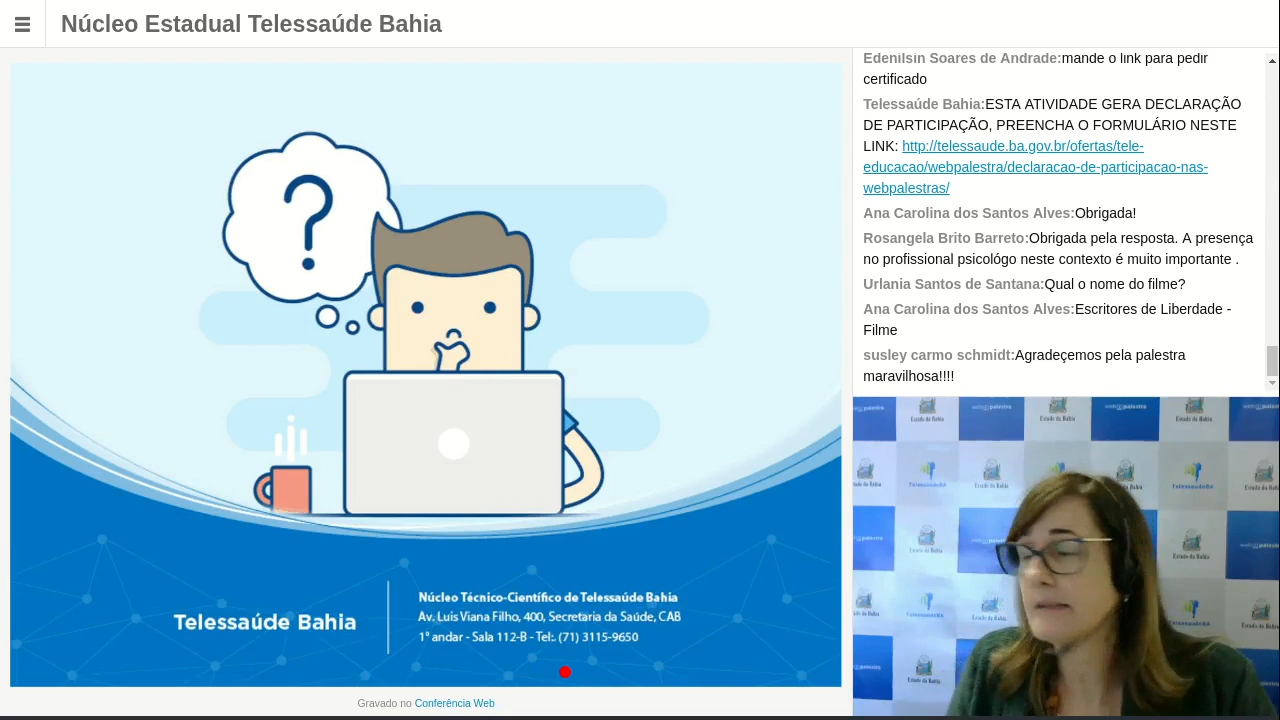 Núcleo Estadual Telessaúde Bahia
Edenilsin Soares de Andrade:mande o link para pedir
certificado
Telessaúde Bahia:ESTA ATIVIDADE GERA DECLARAÇÃO
DE PARTICIPAÇÃO, PREENCHA O FORMULÁRIO NESTE
LINK: http://telessaude.ba.gov.br/ofertas/tele-
educacao/webpalestra/declaracao-de-participacao-nas-
webpalestras/
Ana Carolina dos Santos Alves:Obrigada!
Rosangela Brito Barreto:Obrigada pela resposta. A presença
no profissional psicológo neste contexto é muito importante .
Urlania Santos de Santana:Qual o nome do filme?
Ana Carolina dos Santos Alves:Escritores de Liberdade -
Filme
susley carmo schmidt:Agradeçemos pela palestra
maravilhosa!!!!
?
Telessaúde Bahia
Núcleo Técnico-Científico de Telessaúde Bahia
Av. Luis Viana Filho, 400, Secretaria da Saúde, CAB
1° andar - Sala 112-B - Tel:. (71) 3115-9650
Gravado no Conferência Web